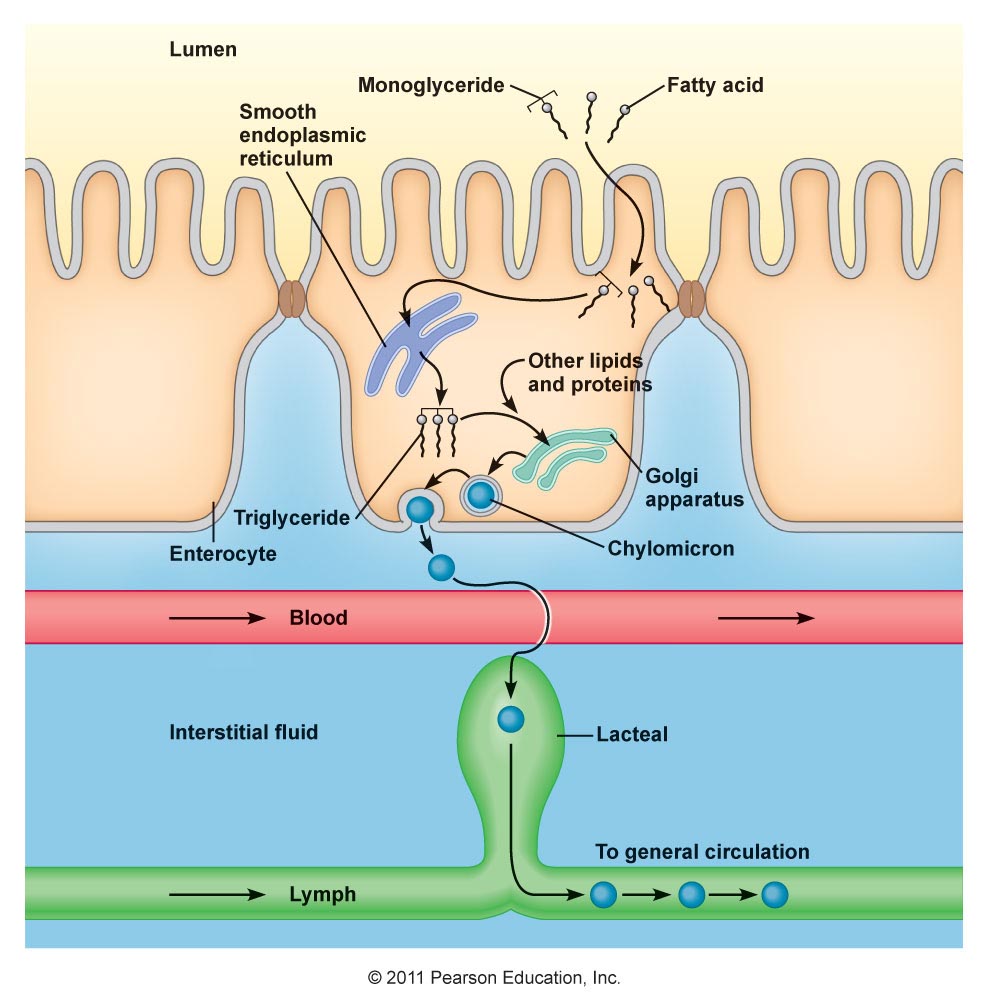 Lumen
Monoglyceride
Fatty acid
Smooth
endoplasmic
reticulum
Other lipids
and proteins
Golgi
apparatus
Triglyceride
Enterocyte
Chylomicron
Blood
Interstitial fluid
Lacteal
To general circulation
Lymph
© 2011 Pearson Education, Inc.